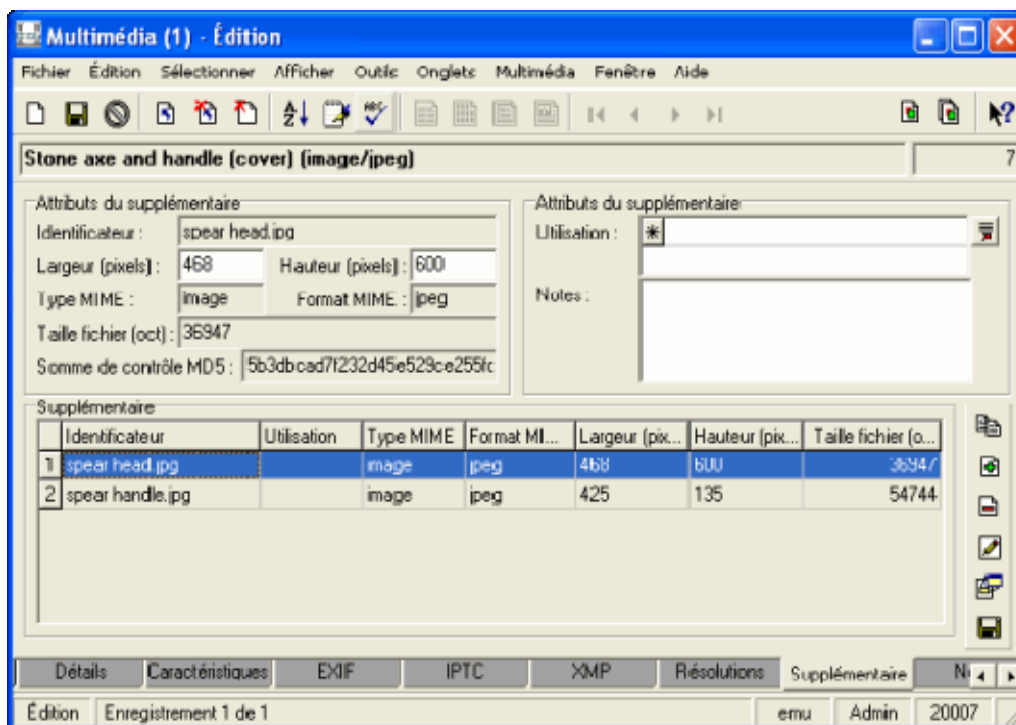 Multimédia (1) - Édition
Fichier Édition Sélectionner Afficher Outils Onglets Multimédia Fenêtre Aide
Stone axe and handle (cover) (image/jpeg) 7
Attributs du supplémentaire
Identificateur : spear head.jpg
Largeur (pixels) : 468 Hauteur (pixels) : 600
Type MIME : image Format MIME : jpeg
Taille fichier (oct) : 36947
Somme de contrôle MD5 :
Attributs du supplémentaire
Utilisation :
Notes :
Supplémentaire
Identificateur Utilisation Type MIME Format MI... Largeur (pix... Hauteur (pix... Taille fichier (o...
1 spear head.jpg image jpeg 468 600 36947
2 spear handle.jpg image jpeg 425 135 54744
Détails Caractéristiques EXIF IPTC XMP Résolutions Supplémentaire
Édition Enregistrement 1 de 1 emu Admin 20007